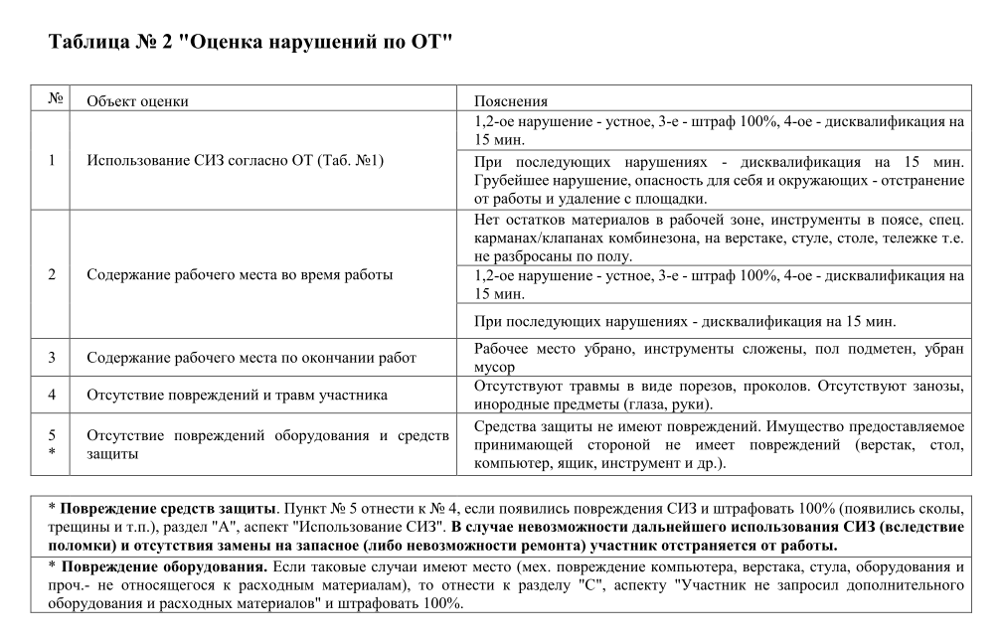 Таблица № 2 "Оценка нарушений по ОТ"
№ Объект оценки Пояснения
1 Использование СИЗ согласно ОТ (Таб. №1)
1,2-ое нарушение - устное, 3-е - штраф 100%, 4-ое - дисквалификация на
15 мин.
При последующих нарушениях - дисквалификация на 15 мин.
Грубейшее нарушение, опасность для себя и окружающих - отстранение
от работы и удаление с площадки.
2 Содержание рабочего места во время работы
Нет остатков материалов в рабочей зоне, инструменты в поясе, спец.
карманах/клапанах комбинезона, на верстаке, стуле, столе, тележке т.е.
не разбросаны по полу.
1,2-ое нарушение - устное, 3-е - штраф 100%, 4-ое - дисквалификация на
15 мин.
При последующих нарушениях - дисквалификация на 15 мин.
3 Содержание рабочего места по окончании работ
Рабочее место убрано, инструменты сложены, пол подметен, убран
мусор
4 Отсутствие повреждений и травм участника
Отсутствуют травмы в виде порезов, проколов. Отсутствуют занозы,
инородные предметы (глаза, руки).
5 Отсутствие повреждений оборудования и средств
* защиты
Средства защиты не имеют повреждений. Имущество предоставляемое
принимающей стороной не имеет повреждений (верстак, стол,
компьютер, ящик, инструмент и др.).
* Повреждение средств защиты. Пункт № 5 отнести к № 4, если появились повреждения СИЗ и штрафовать 100% (появились сколы,
трещины и т.п.), раздел "А", аспект "Использование СИЗ". В случае невозможности дальнейшего использования СИЗ (вследствие
поломки) и отсутствия замены на запасное (либо невозможности ремонта) участник отстраняется от работы.
* Повреждение оборудования. Если таковые случаи имеют место (мех. повреждение компьютера, верстака, стула, оборудования и
проч.- не относящегося к расходным материалам), то отнести к разделу "С", аспекту "Участник не запросил дополнительного
оборудования и расходных материалов" и штрафовать 100%.